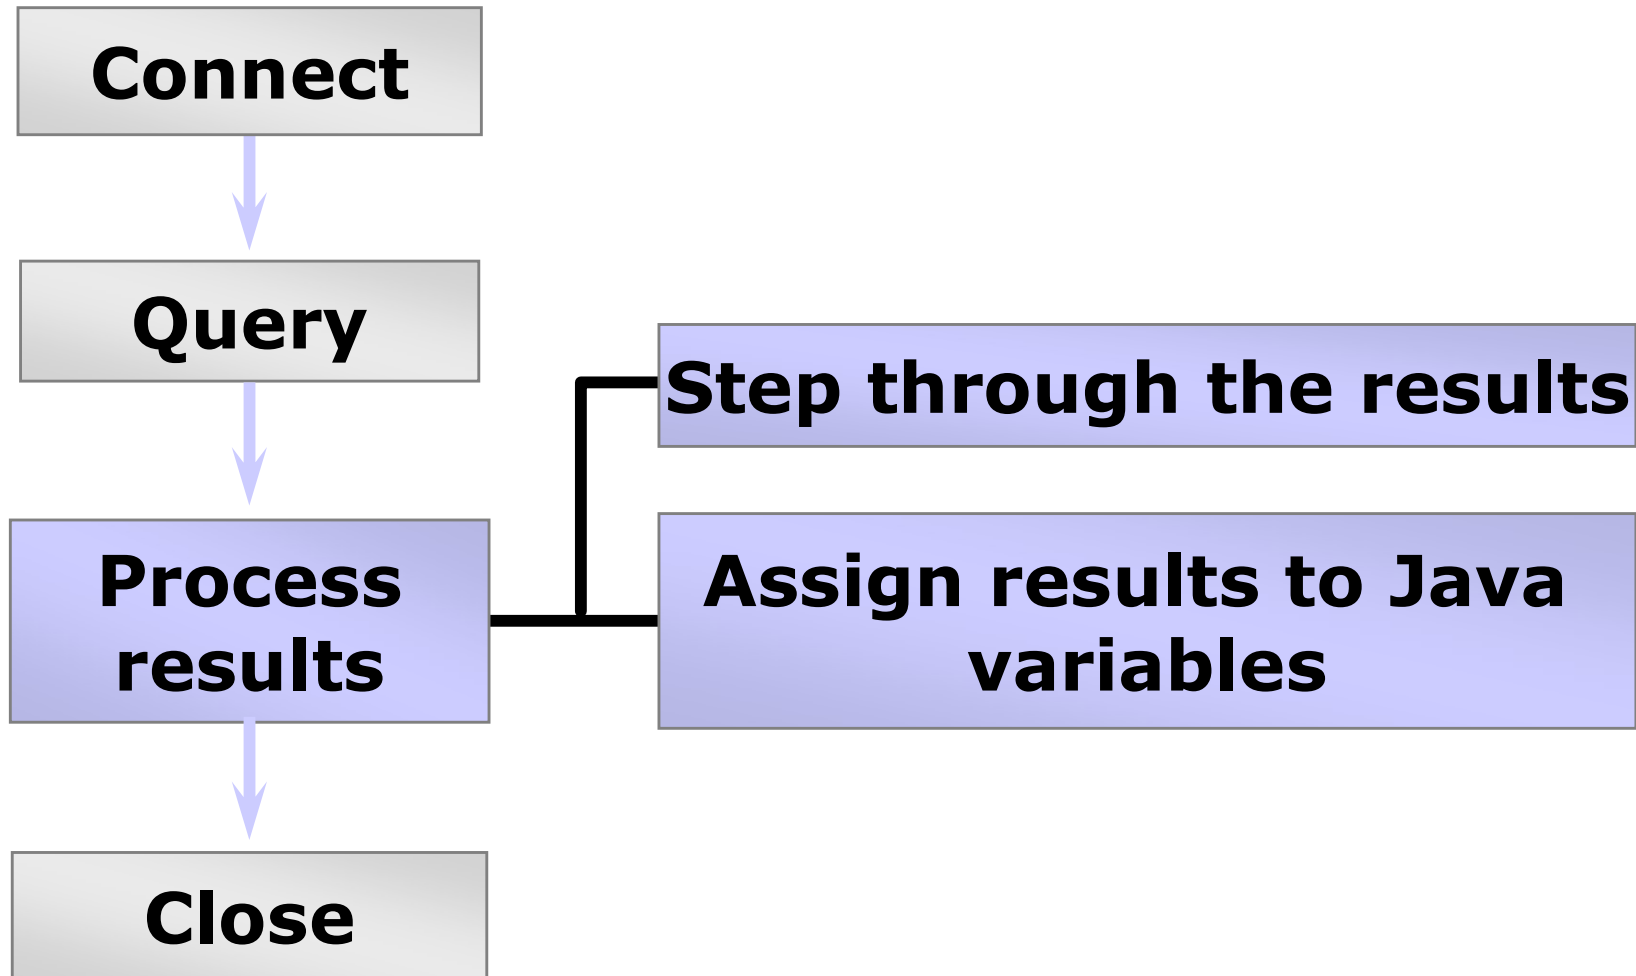 Connect
Query
Step through the results
Process
results
Assign results to Java
variables
Close